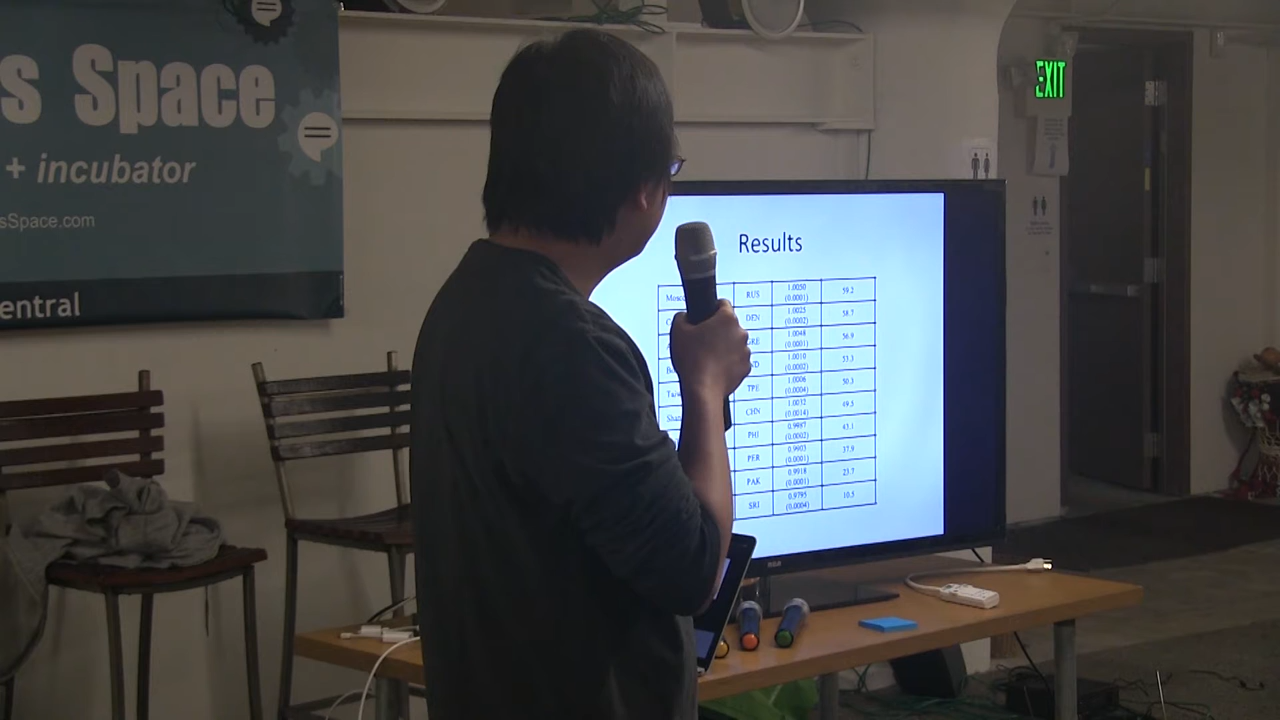 s Space
+ incubator
sSpace.com
entral
EXIT
Results
RUS 1.0050 (0.0001) 59.2
DEN 1.0025 (0.0002) 58.7
1.0048 (0.0001) 56.9
1.0010 (0.0002) 53.3
TPE 1.0006 (0.0004) 50.3
CHN 1.0032 (0.0014) 49.5
PHI 0.9987 (0.0002) 43.1
PER 0.9903 (0.0001) 37.9
PAK 0.9918 (0.0001) 23.7
SRI 0.9795 (0.0004) 10.5
RCA